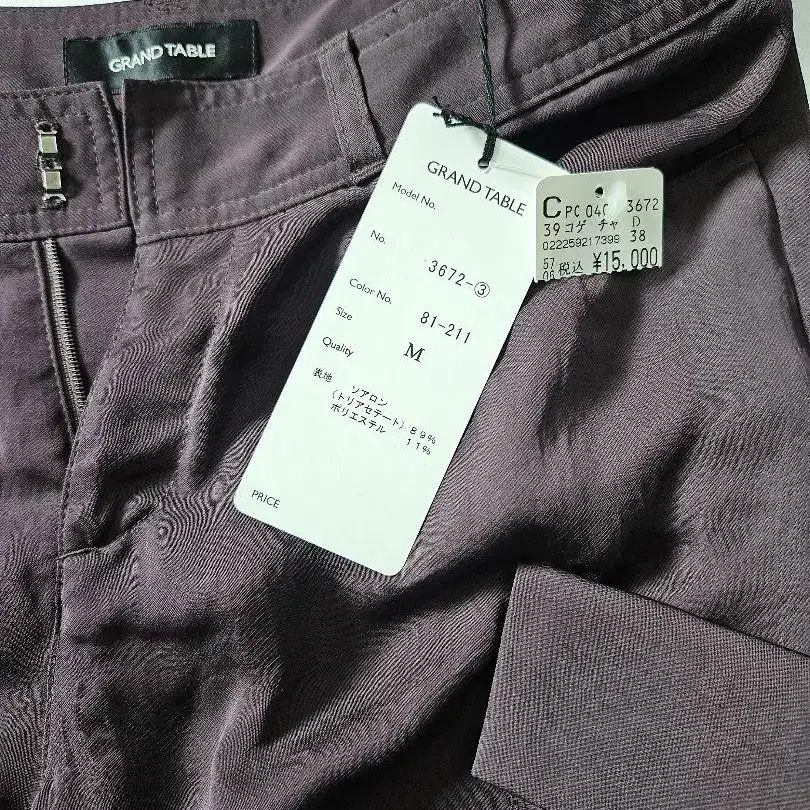 GRAND TABLE
GRAND TABLE
Model No.
No. 3672-③
Color No. 81-211
Size M
Quality
表地 ソアロン
(トリアセテート) 89%
ポリエステル 11%
PRICE
C PC 040 3672
39 コゲ チャ D
022259217399 38
57
06 税込 ¥15,000